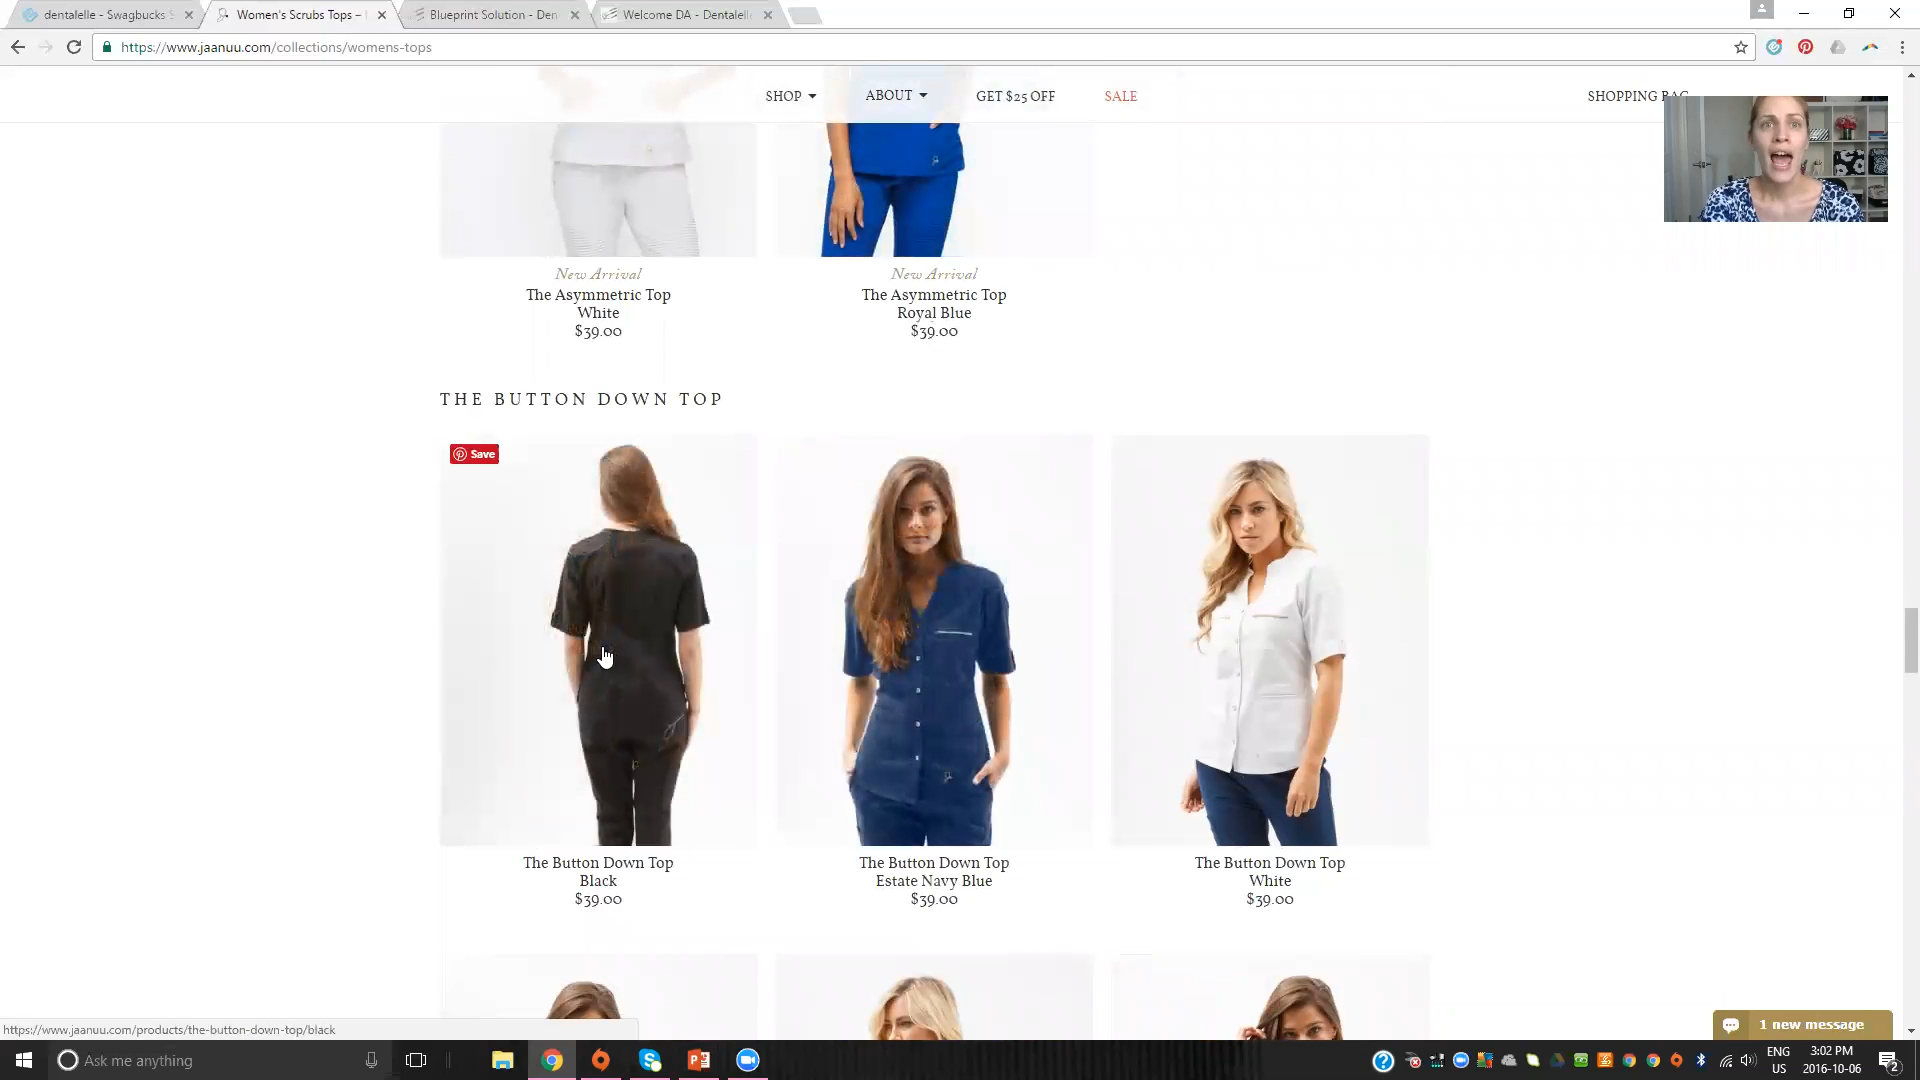 dentalelle - Swagbucks S
Women's Scrubs Tops –
Blueprint Solution - Den
Welcome DA - Dentalell
https://www.jaanuu.com/collections/womens-tops
SHOP
ABOUT
GET $25 OFF
SALE
SHOPPING BAG
New Arrival
The Asymmetric Top
White
$39.00
New Arrival
The Asymmetric Top
Royal Blue
$39.00
THE BUTTON DOWN TOP
Save
The Button Down Top
Black
$39.00
The Button Down Top
Estate Navy Blue
$39.00
The Button Down Top
White
$39.00
1 new message
https://www.jaanuu.com/products/the-button-down-top/black
Ask me anything
ENG
US
3:02 PM
2016-10-06
2